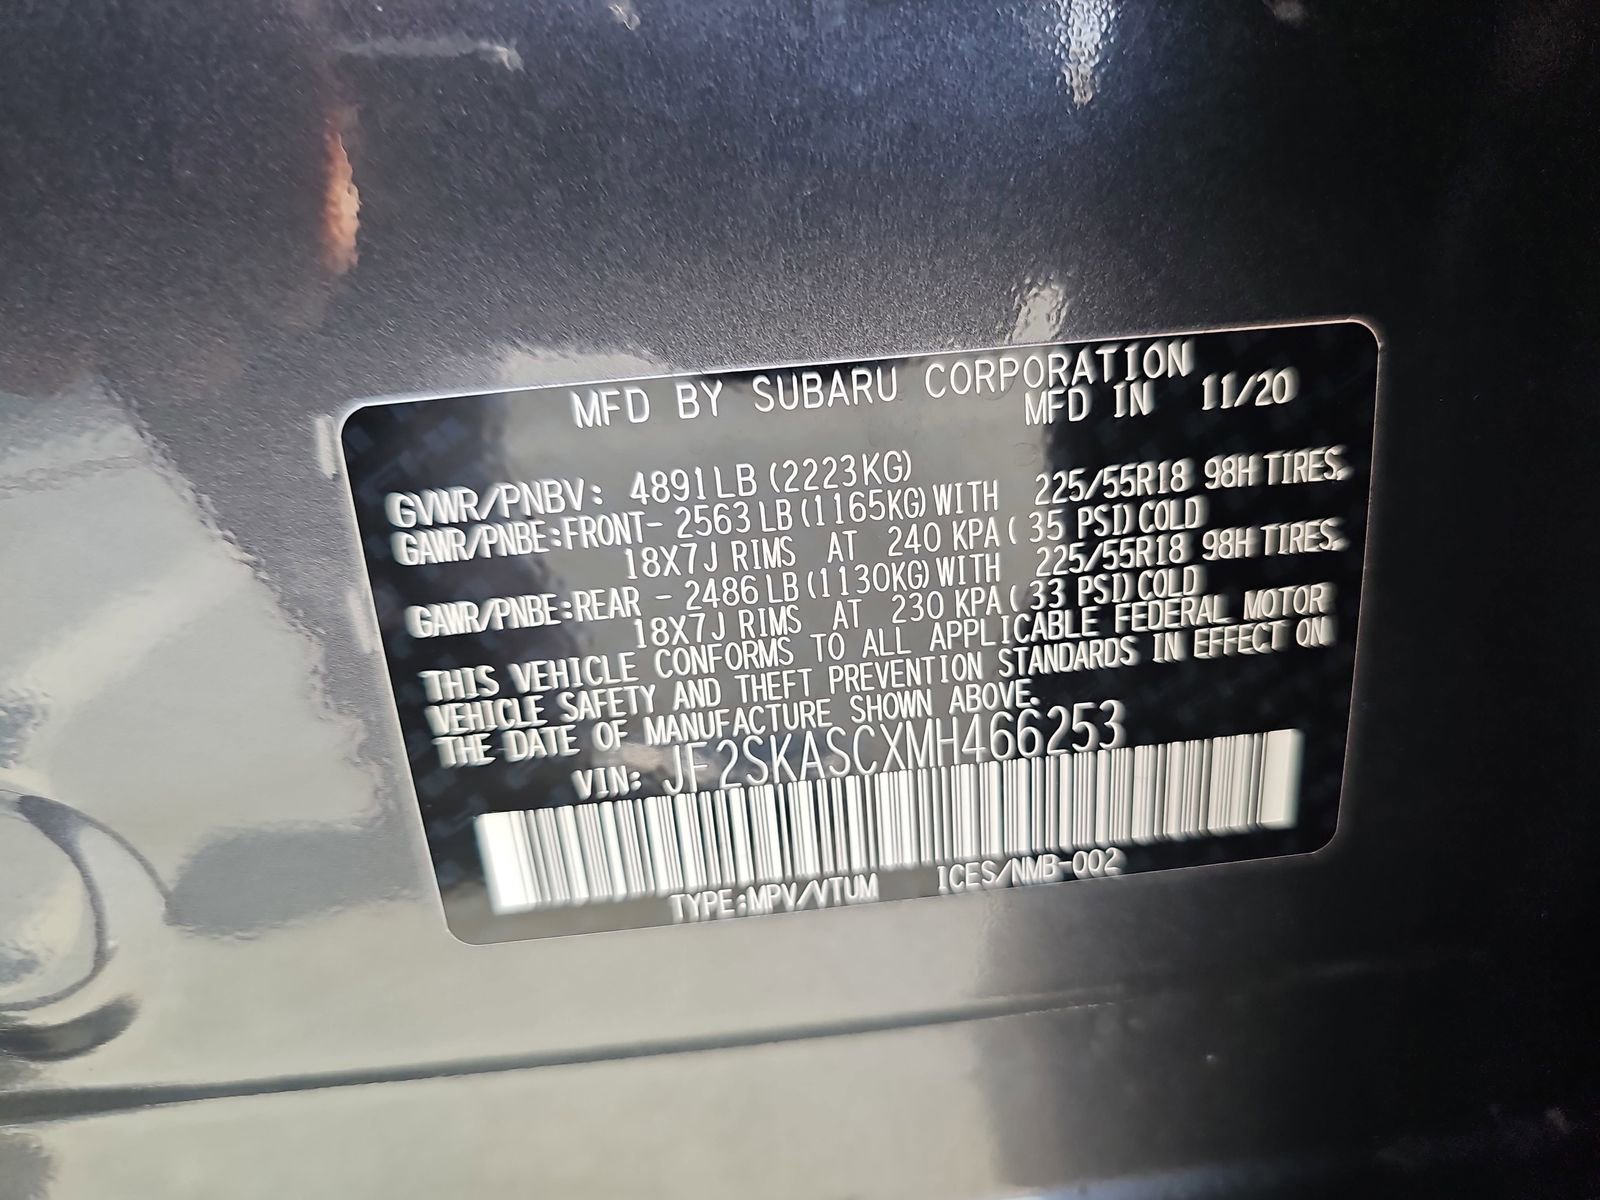 MFD BY SUBARU CORPORATION
MFD IN 11/20
GVWR/PNBV: 4891LB (2223KG)
GAWR/PNBE:FRONT- 2563LB(1165KG)WITH 225/55R18 98H TIRES,
18X7J RIMS AT 240 KPA( 35 PSI)COLD
GAWR/PNBE:REAR - 2486LB(1130KG)WITH 225/55R18 98H TIRES,
18X7J RIMS AT 230 KPA( 33 PSI)COLD
THIS VEHICLE CONFORMS TO ALL APPLICABLE FEDERAL MOTOR
VEHICLE SAFETY AND THEFT PREVENTION STANDARDS IN EFFECT ON
THE DATE OF MANUFACTURE SHOWN ABOVE.
VIN: JF2SKASCXMH466253
TYPE:MPV/VTUM ICES/NMB-002